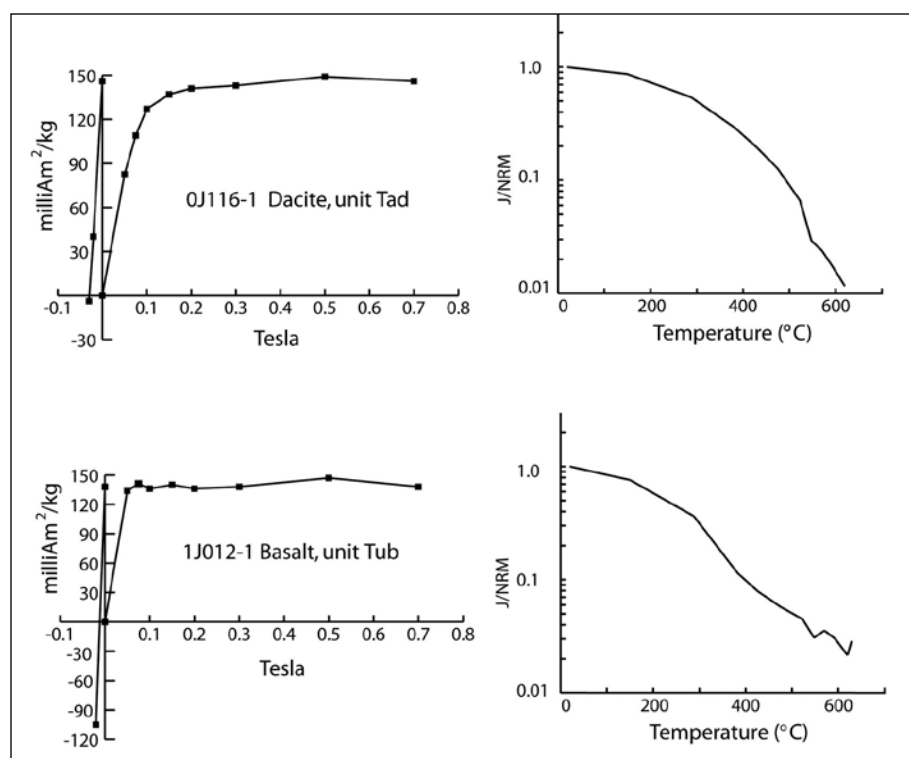 milliAm²/kg
150
120
90
60
30
-30
-0.1
0.1 0.2 0.3 0.4 0.5 0.6 0.7 0.8
Tesla
0J116-1 Dacite, unit Tad
J/NRM
1.0
0.1
0.01
0 200 400 600
Temperature (°C)
milliAm²/kg
150
120
90
60
30
-30
-60
-90
-120
-0.1
0.1 0.2 0.3 0.4 0.5 0.6 0.7 0.8
Tesla
1J012-1 Basalt, unit Tub
J/NRM
1.0
0.1
0.01
0 200 400 600
Temperature (°C)